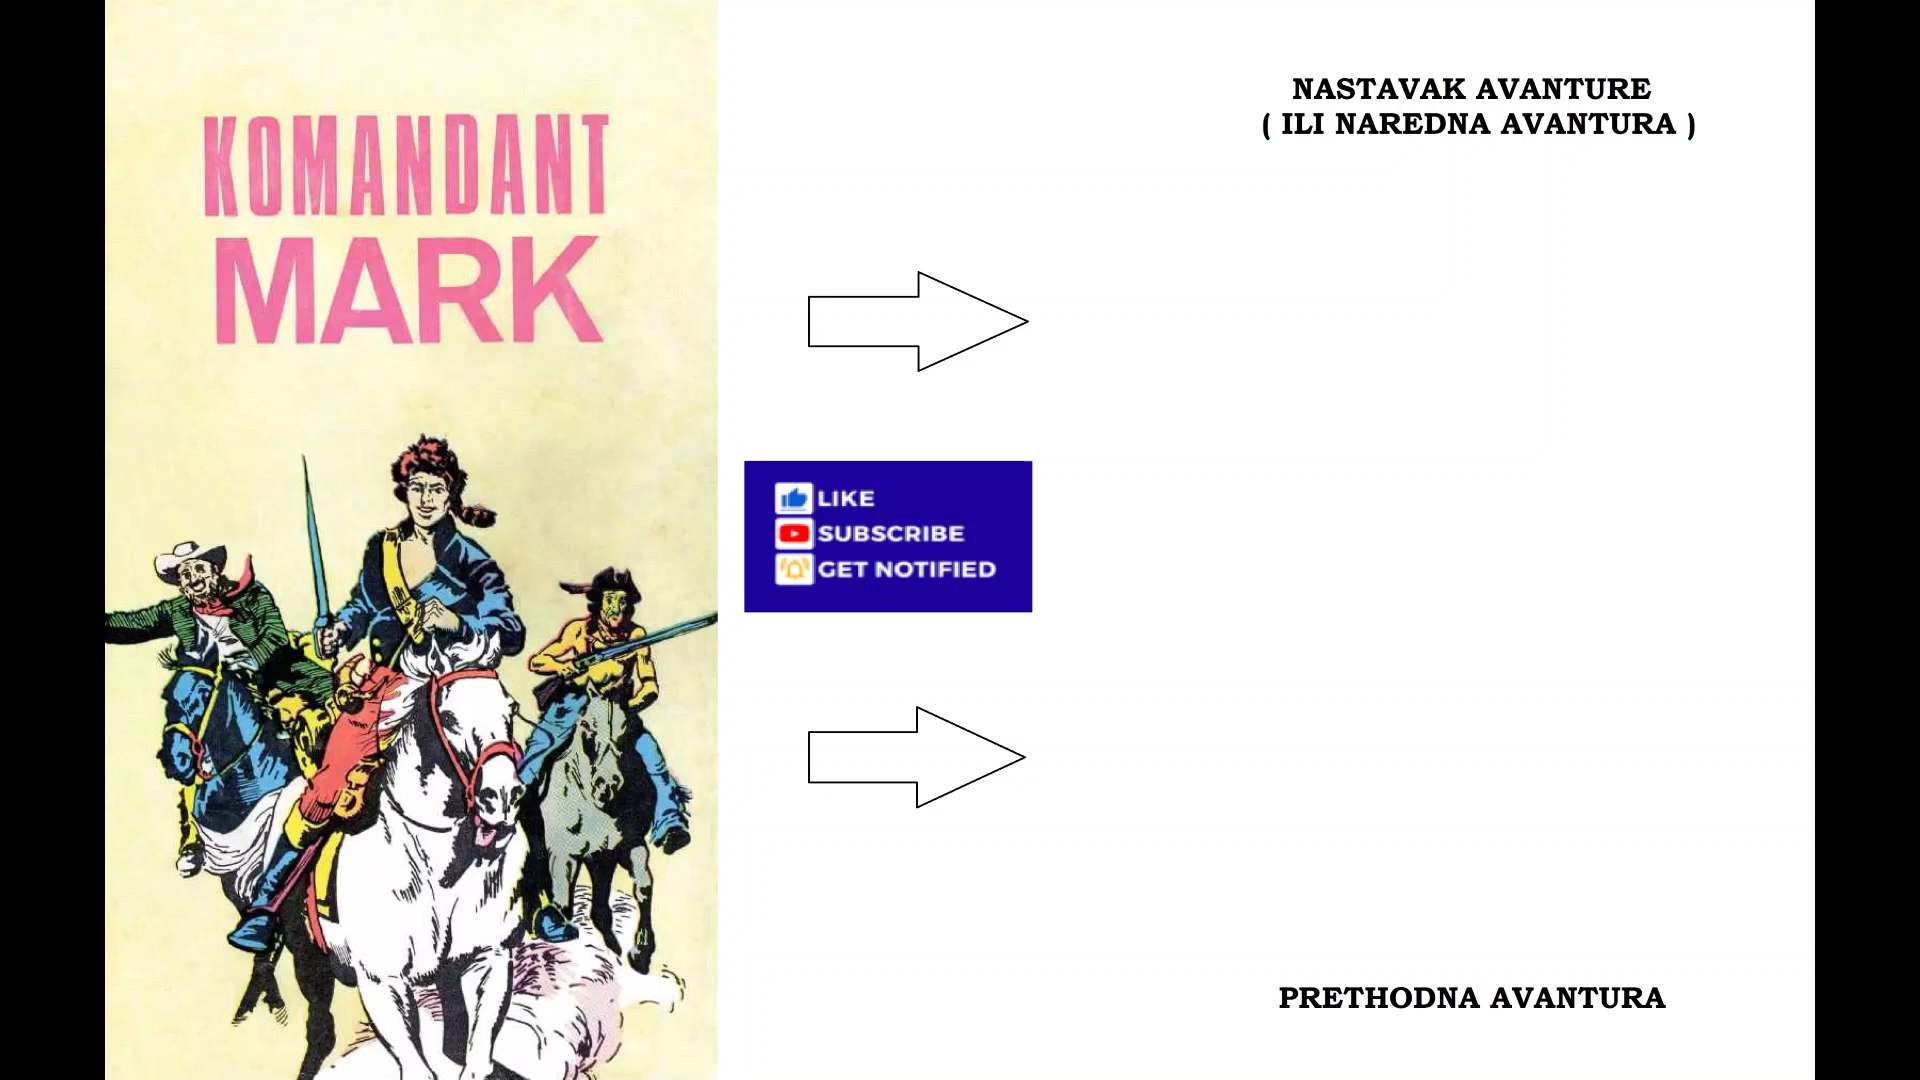 KOMANDANT
MARK
NASTAVAK AVANTURE
( ILI NAREDNA AVANTURA )
LIKE
SUBSCRIBE
GET NOTIFIED
PRETHODNA AVANTURA